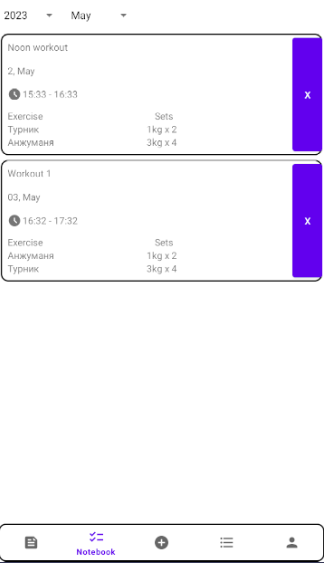 2023 May
Noon workout
2, May
15:33 - 16:33
X
Exercise Sets
Турник 1kg x 2
Анжуманя 3kg x 4
Workout 1
03, May
16:32 - 17:32
X
Exercise Sets
Анжуманя 1kg x 2
Турник 3kg x 4
Notebook